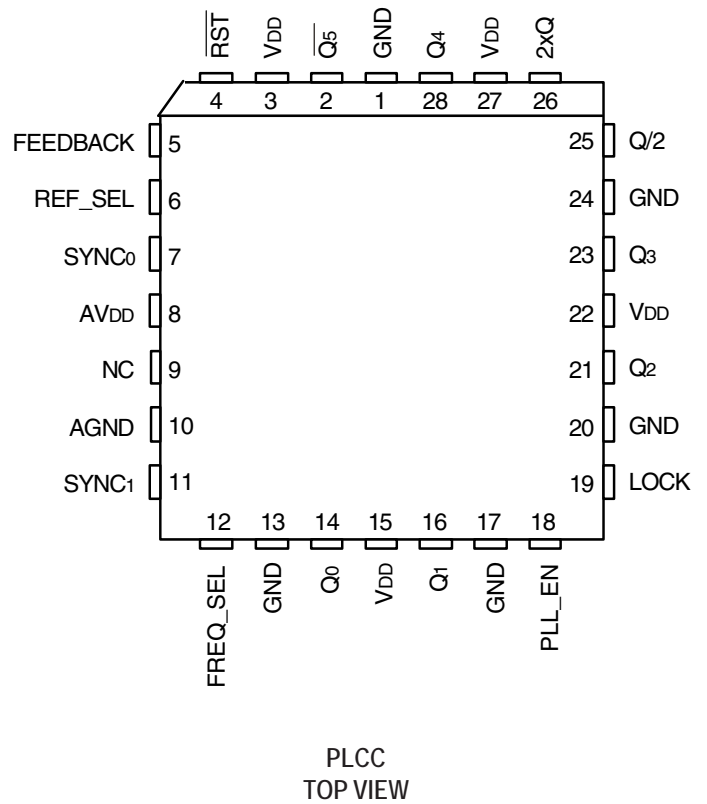 R̅S̅T̅ VDD Q̅5 GND Q4 VDD 2xQ
4 3 2 1 28 27 26
FEEDBACK 5 25 Q/2
REF_SEL 6 24 GND
SYNC0 7 23 Q3
AVDD 8 22 VDD
NC 9 21 Q2
AGND 10 20 GND
SYNC1 11 19 LOCK
12 13 14 15 16 17 18
FREQ_SEL GND Q0 VDD Q1 GND PLL_EN
PLCC
TOP VIEW